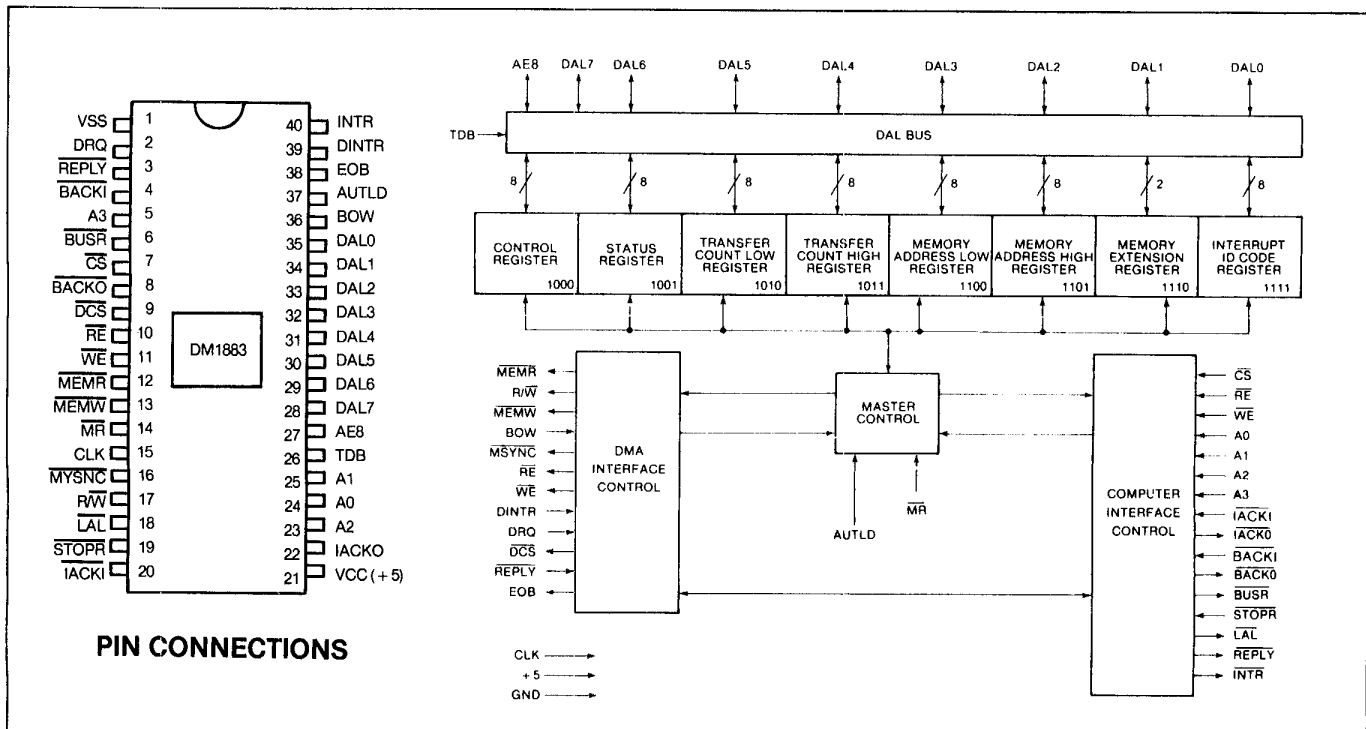 VSS 1
DRQ 2
REPLY 3
BACKI 4
A3 5
BUSR 6
CS 7
BACKO 8
DCS 9
RE 10
WE 11
MEMR 12
MEMW 13
MR 14
CLK 15
MYSNC 16
R/W 17
LAL 18
STOPR 19
IACKI 20
DM1883
40 INTR
39 DINTR
38 EOB
37 AUTLD
36 BOW
35 DAL0
34 DAL1
33 DAL2
32 DAL3
31 DAL4
30 DAL5
29 DAL6
28 DAL7
27 AE8
26 TDB
25 A1
24 A0
23 A2
22 IACKO
21 VCC (+5)
PIN CONNECTIONS
AE8 DAL7 DAL6 DAL5 DAL4 DAL3 DAL2 DAL1 DAL0
TDB
DAL BUS
8 8 8 8 8 8 2 8
CONTROL
REGISTER
1000
STATUS
REGISTER
1001
TRANSFER
COUNT LOW
REGISTER
1010
TRANSFER
COUNT HIGH
REGISTER
1011
MEMORY
ADDRESS LOW
REGISTER
1100
MEMORY
ADDRESS HIGH
REGISTER
1101
MEMORY
EXTENSION
REGISTER
1110
INTERRUPT
ID CODE
REGISTER
1111
MEMR
R/W
MEMW
BOW
MSYNC
RE
WE
DINTR
DRQ
DCS
REPLY
EOB
DMA
INTERFACE
CONTROL
MASTER
CONTROL
AUTLD
MR
COMPUTER
INTERFACE
CONTROL
CS
RE
WE
A0
A1
A2
A3
IACKI
IACK0
BACKI
BACK0
BUSR
STOPR
LAL
REPLY
INTR
CLK
+5
GND